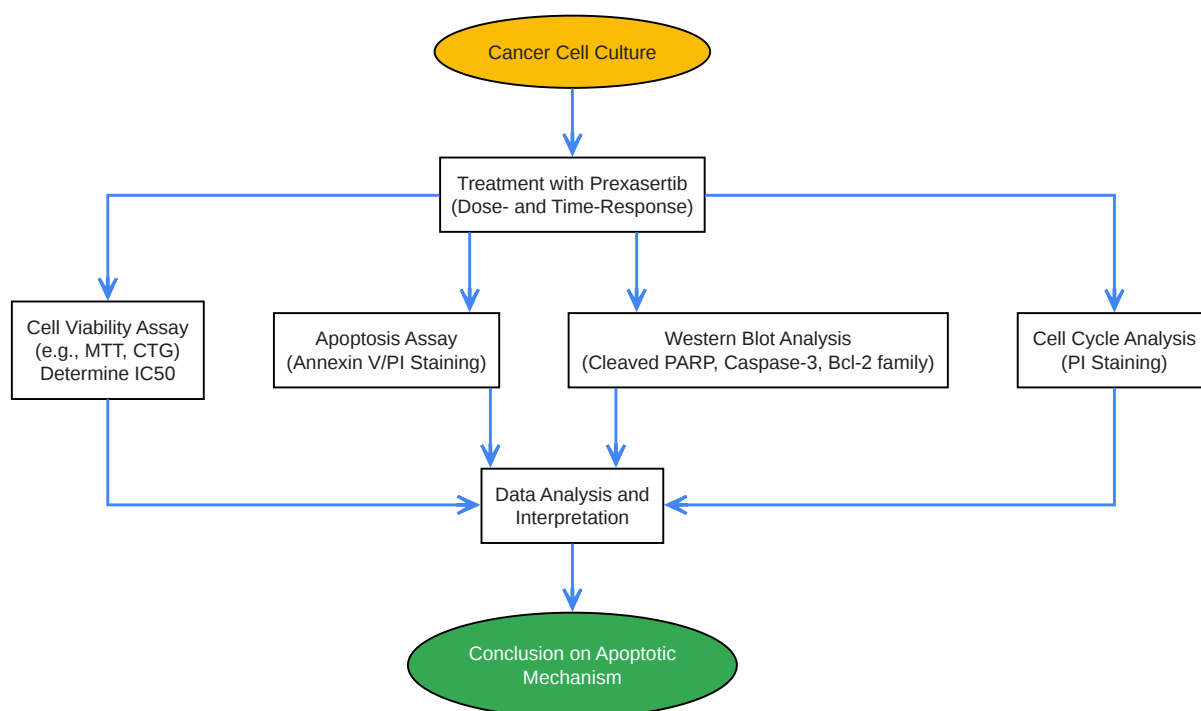 Cancer Cell Culture
Treatment with Prexasertib
(Dose- and Time-Response)
Cell Viability Assay
(e.g., MTT, CTG)
Determine IC50
Apoptosis Assay
(Annexin V/PI Staining)
Western Blot Analysis
(Cleaved PARP, Caspase-3, Bcl-2 family)
Cell Cycle Analysis
(PI Staining)
Data Analysis and
Interpretation
Conclusion on Apoptotic
Mechanism